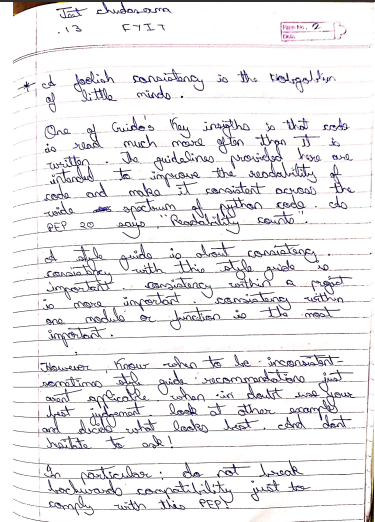 Jeet chudasama
.13 FYIT
Page No. 2
Date
* A foolish consistency is the
of little minds.
One of Guido's Key insights is that code
is read much more often than it is
written. The guidelines provided here are
intended to improve the readability of
code and make it consistent across the
wide spectrum of python code. As
PEP 20 says, "Readability counts".
A style guide is about consistency.
consistency with this style guide is
important. consistency within a project
is more important. consistency within
one module or function is the most
important.
However, Know when to be inconsistent-
sometimes style guide recommendations just
arent applicable. when in doubt use your
best judgement. look at other examples
and decide what looks best. And dont
hesitate to ask!
In particular: do not break
backwards compatibility just to
comply with this PEP!